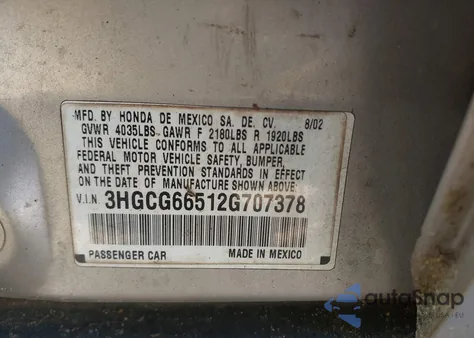 MFD. BY HONDA DE MEXICO SA. DE. CV. 8/02
GVWR 4035LBS GAWR F 2180LBS R 1920LBS
THIS VEHICLE CONFORMS TO ALL APPLICABLE
FEDERAL MOTOR VEHICLE SAFETY, BUMPER,
AND THEFT PREVENTION STANDARDS IN EFFECT
ON THE DATE OF MANUFACTURE SHOWN ABOVE.
V.I.N. 3HGCG66512G707378
PASSENGER CAR MADE IN MEXICO
autoSnap